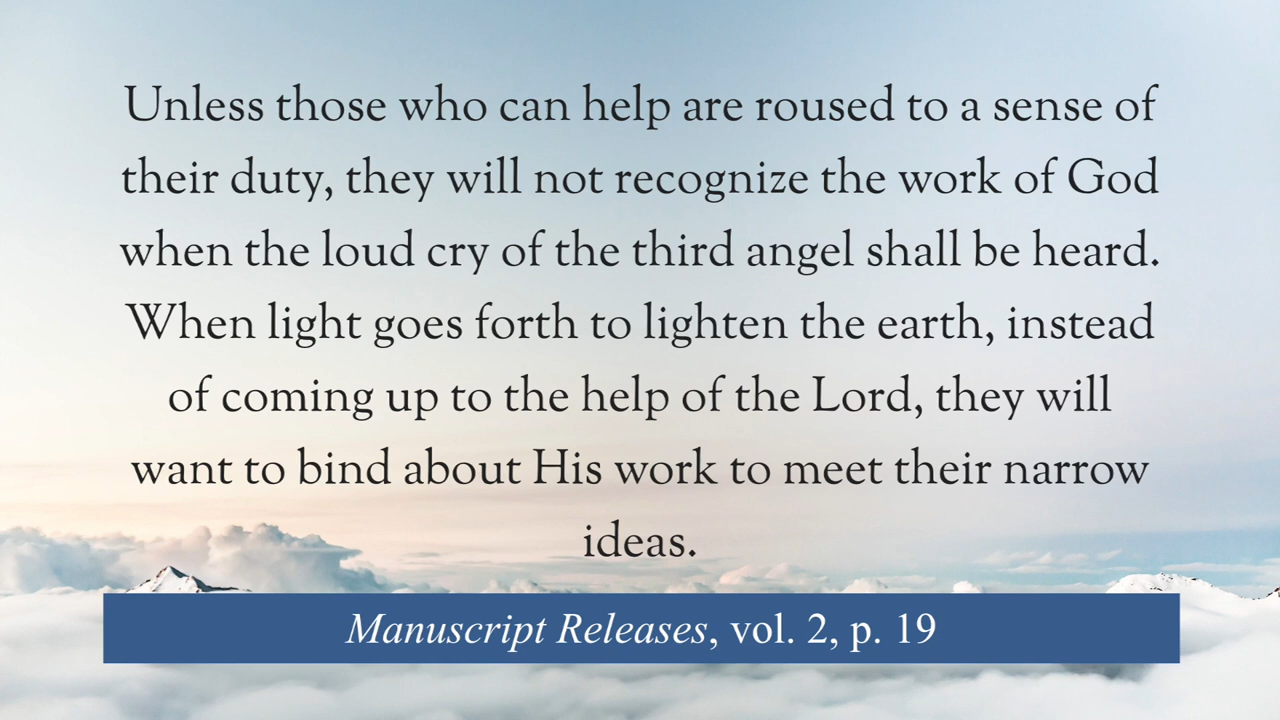 Unless those who can help are roused to a sense of
their duty, they will not recognize the work of God
when the loud cry of the third angel shall be heard.
When light goes forth to lighten the earth, instead
of coming up to the help of the Lord, they will
want to bind about His work to meet their narrow
ideas.
Manuscript Releases, vol. 2, p. 19